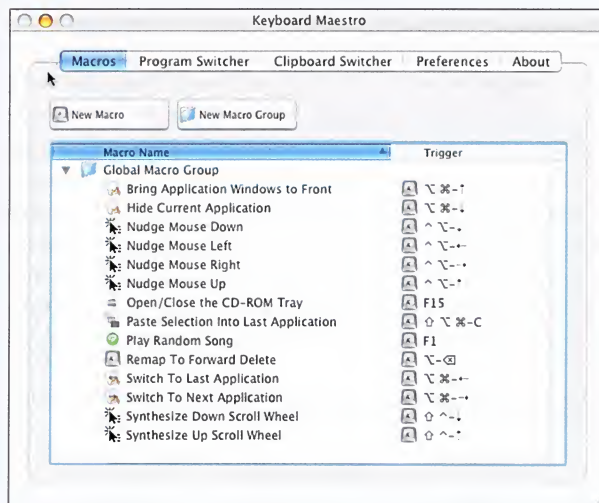 Keyboard Maestro
Macros Program Switcher Clipboard Switcher Preferences About
New Macro New Macro Group
Macro Name Trigger
Global Macro Group
Bring Application Windows to Front ⌥⌘-↑
Hide Current Application ⌥⌘-↓
Nudge Mouse Down ^⌥-↓
Nudge Mouse Left ^⌥-←
Nudge Mouse Right ^⌥-→
Nudge Mouse Up ^⌥-↑
Open/Close the CD-ROM Tray F15
Paste Selection Into Last Application ⇧⌥⌘-C
Play Random Song F1
Remap To Forward Delete ⌥-⌫
Switch To Last Application ⌥⌘-←
Switch To Next Application ⌥⌘-→
Synthesize Down Scroll Wheel ⇧^-↓
Synthesize Up Scroll Wheel ⇧^-↑